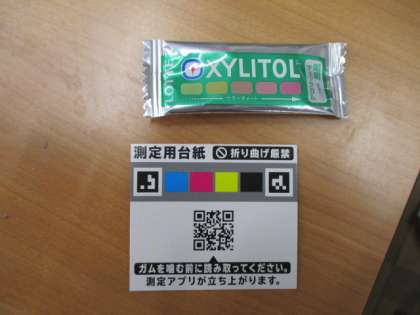 LOTTE
XYLITOL
測定用台紙
折り曲げ厳禁
ガムを噛む前に読み取ってください。
測定アプリが立ち上がります。